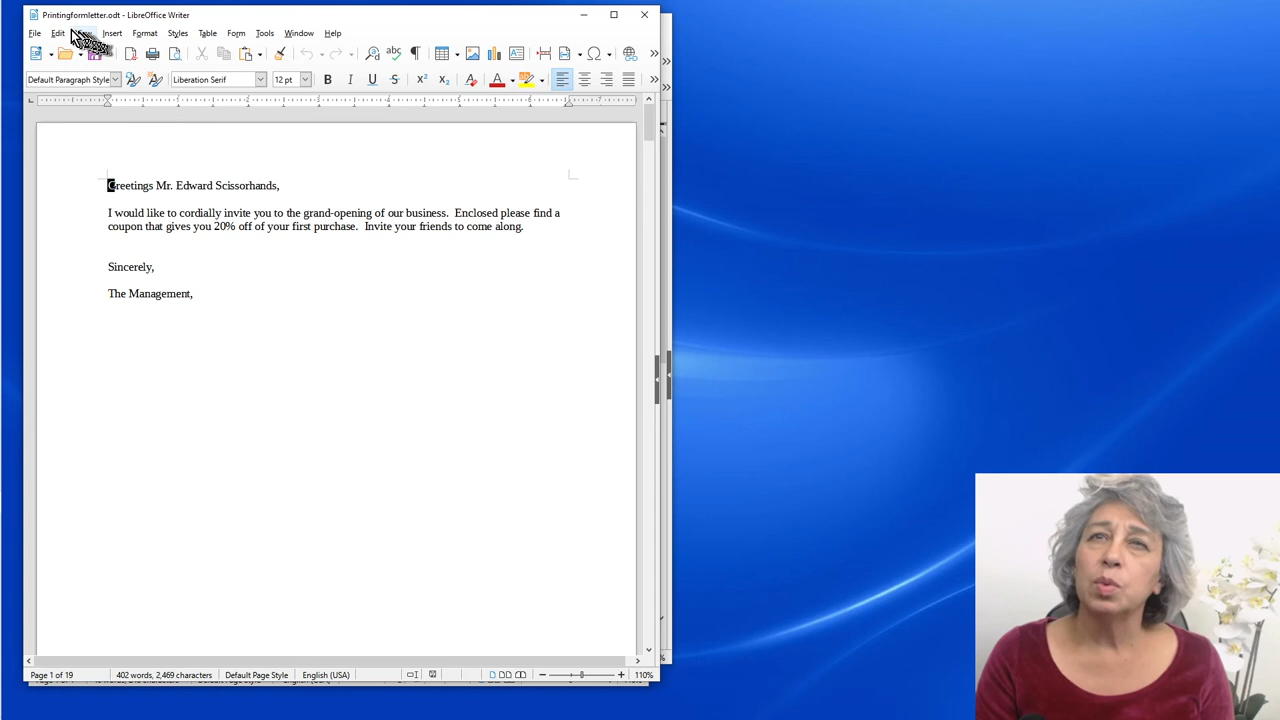 Printingformletter.odt - LibreOffice Writer
File Edit Insert Format Styles Table Form Tools Window Help
Default Paragraph Style Liberation Serif 12 pt
Greetings Mr. Edward Scissorhands,
I would like to cordially invite you to the grand-opening of our business. Enclosed please find a
coupon that gives you 20% off of your first purchase. Invite your friends to come along.
Sincerely,
The Management,
Page 1 of 19 402 words, 2,469 characters Default Page Style English (USA) 110%